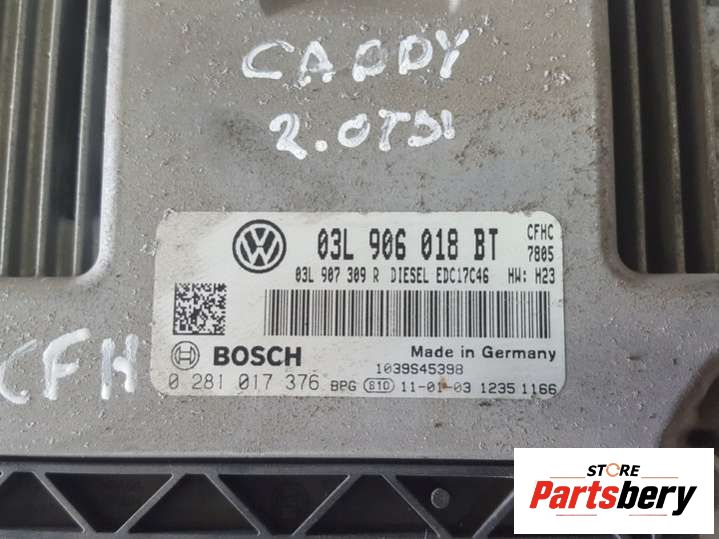 CADDY
2.0TDI
CFH
03L 906 018 BT
CFHC
7805
03L 907 309 R DIESEL EDC17C46 HW: H23
BOSCH
Made in Germany
1039S45398
0 281 017 376 BPG 610 11-01-03 1235 1166
STORE
Partsbery